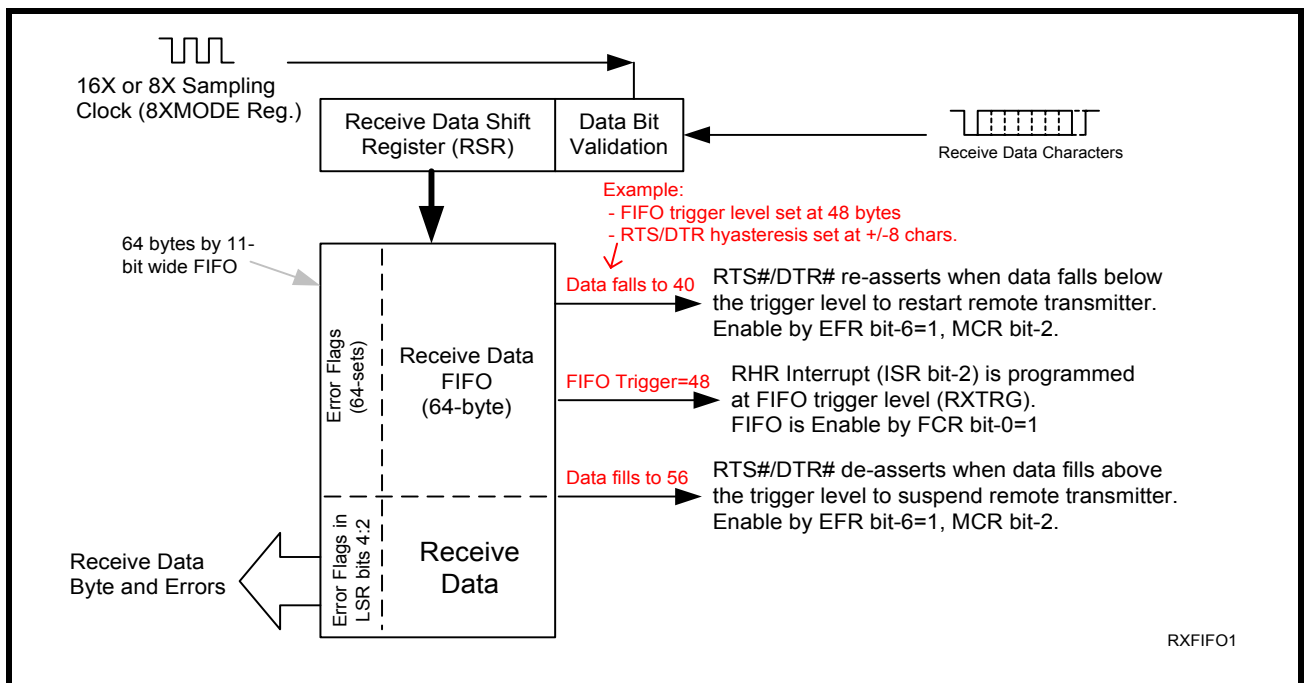 16X or 8X Sampling
Clock (8XMODE Reg.)
Receive Data Shift
Register (RSR)
Data Bit
Validation
Receive Data Characters
Example:
- FIFO trigger level set at 48 bytes
- RTS/DTR hyasteresis set at +/-8 chars.
64 bytes by 11-
bit wide FIFO
Error Flags
(64-sets)
Receive Data
FIFO
(64-byte)
Data falls to 40
RTS#/DTR# re-asserts when data falls below
the trigger level to restart remote transmitter.
Enable by EFR bit-6=1, MCR bit-2.
FIFO Trigger=48
RHR Interrupt (ISR bit-2) is programmed
at FIFO trigger level (RXTRG).
FIFO is Enable by FCR bit-0=1
Data fills to 56
RTS#/DTR# de-asserts when data fills above
the trigger level to suspend remote transmitter.
Enable by EFR bit-6=1, MCR bit-2.
Error Flags in
LSR bits 4:2
Receive
Data
Receive Data
Byte and Errors
RXFIFO1